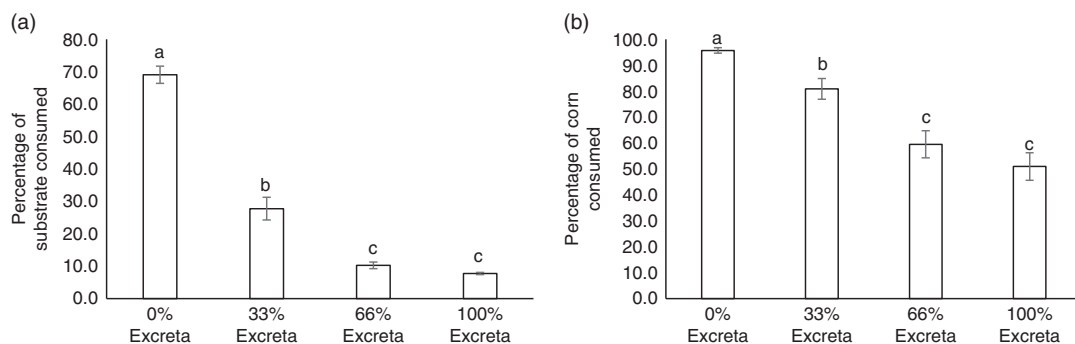 (a)
Percentage of
substrate consumed
80.0
70.0
60.0
50.0
40.0
30.0
20.0
10.0
0.0
a
b
c
c
0%
Excreta
33%
Excreta
66%
Excreta
100%
Excreta
(b)
Percentage of corn
consumed
100.0
90.0
80.0
70.0
60.0
50.0
40.0
30.0
20.0
10.0
0.0
a
b
c
c
0%
Excreta
33%
Excreta
66%
Excreta
100%
Excreta